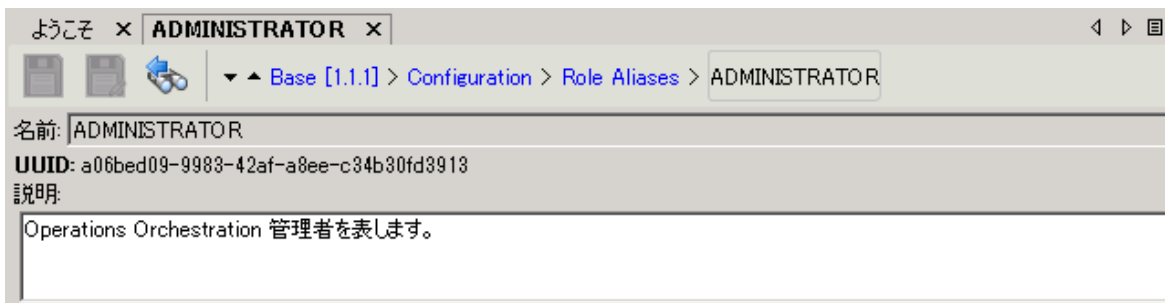 ようこそ × ADMINISTRATOR ×
Base [1.1.1] > Configuration > Role Aliases > ADMINISTRATOR
名前: ADMINISTRATOR
UUID: a06bed09-9983-42af-a8ee-c34b30fd3913
説明:
Operations Orchestration 管理者を表します。